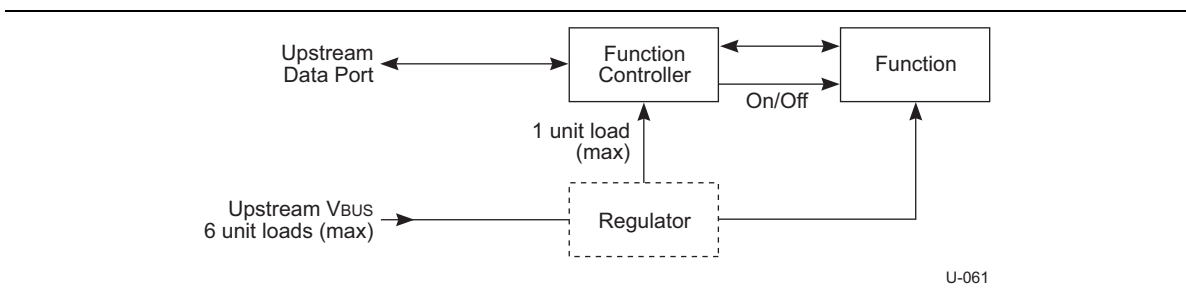 Upstream
Data Port
Function
Controller
Function
On/Off
1 unit load
(max)
Upstream VBUS
6 unit loads (max)
Regulator
U-061